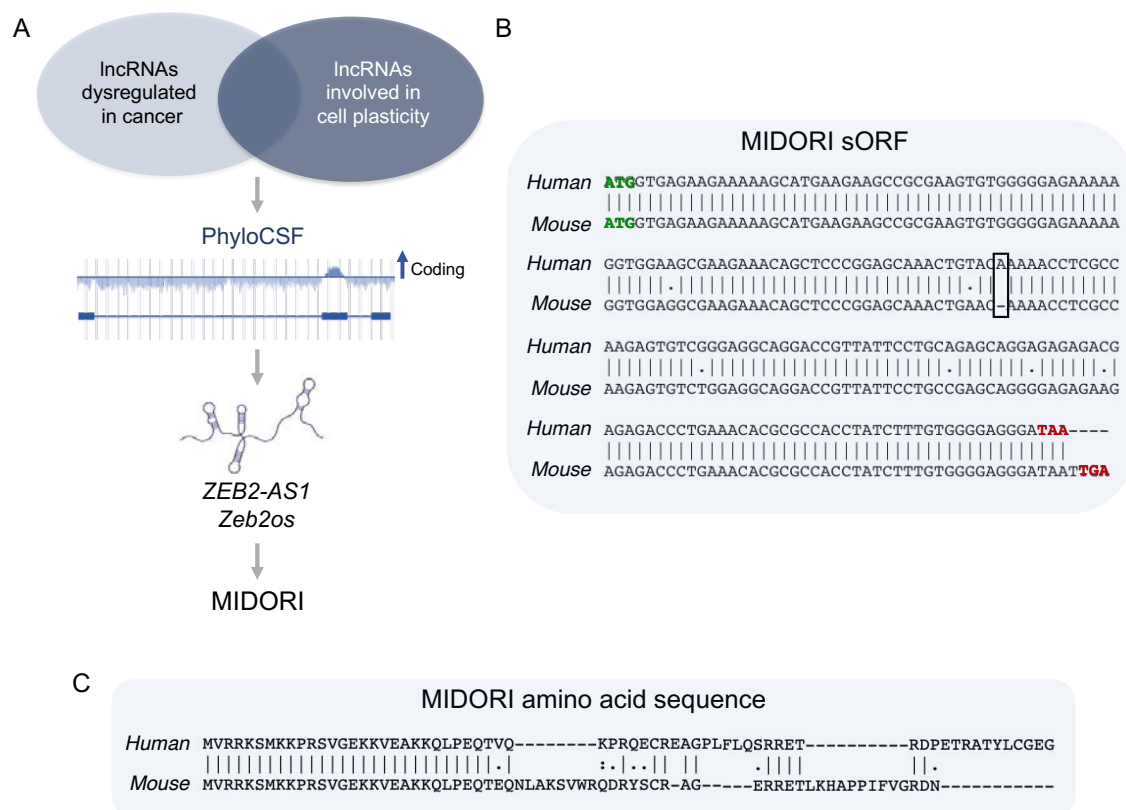 A
lncRNAs
dysregulated
in cancer
lncRNAs
involved in
cell plasticity
PhyloCSF
Coding
ZEB2-AS1
Zeb2os
MIDORI
B
MIDORI sORF
Human ATGGTGAGAAGAAAAAGCATGAAGAAGCCGCGAAGTGTGGGGGAGAAAAA
Mouse ATGGTGAGAAGAAAAAGCATGAAGAAGCCGCGAAGTGTGGGGGAGAAAAA
Human GGTGGAAGCGAAGAAACAGCTCCCGGAGCAAACTGTACAAAAACCTCGCC
Mouse GGTGGAGGCGAAGAAACAGCTCCCGGAGCAAACTGAAC-AAAACCTCGCC
Human AAGAGTGTCGGGAGGCAGGACCGTTATTCCTGCAGAGCAGGAGAGAGACG
Mouse AAGAGTGTCTGGAGGCAGGACCGTTATTCCTGCCGAGCAGGGGAGAGAAG
Human AGAGACCCTGAAACACGCGCCACCTATCTTTGTGGGGAGGGATAA----
Mouse AGAGACCCTGAAACACGCGCCACCTATCTTTGTGGGGAGGGATAATTGA
C
MIDORI amino acid sequence
Human MVRRKSMKKPRSVGEKKVEAKKQLPEQTVQ--------KPRQECREAGPLFLQSRRET---------RDPETRATYLCGEG
Mouse MVRRKSMKKPRSVGEKKVEAKKQLPEQTEQNLAKSVWRQDRYSCR-AG-----ERRETLKHAPPIFVGRDN-----------